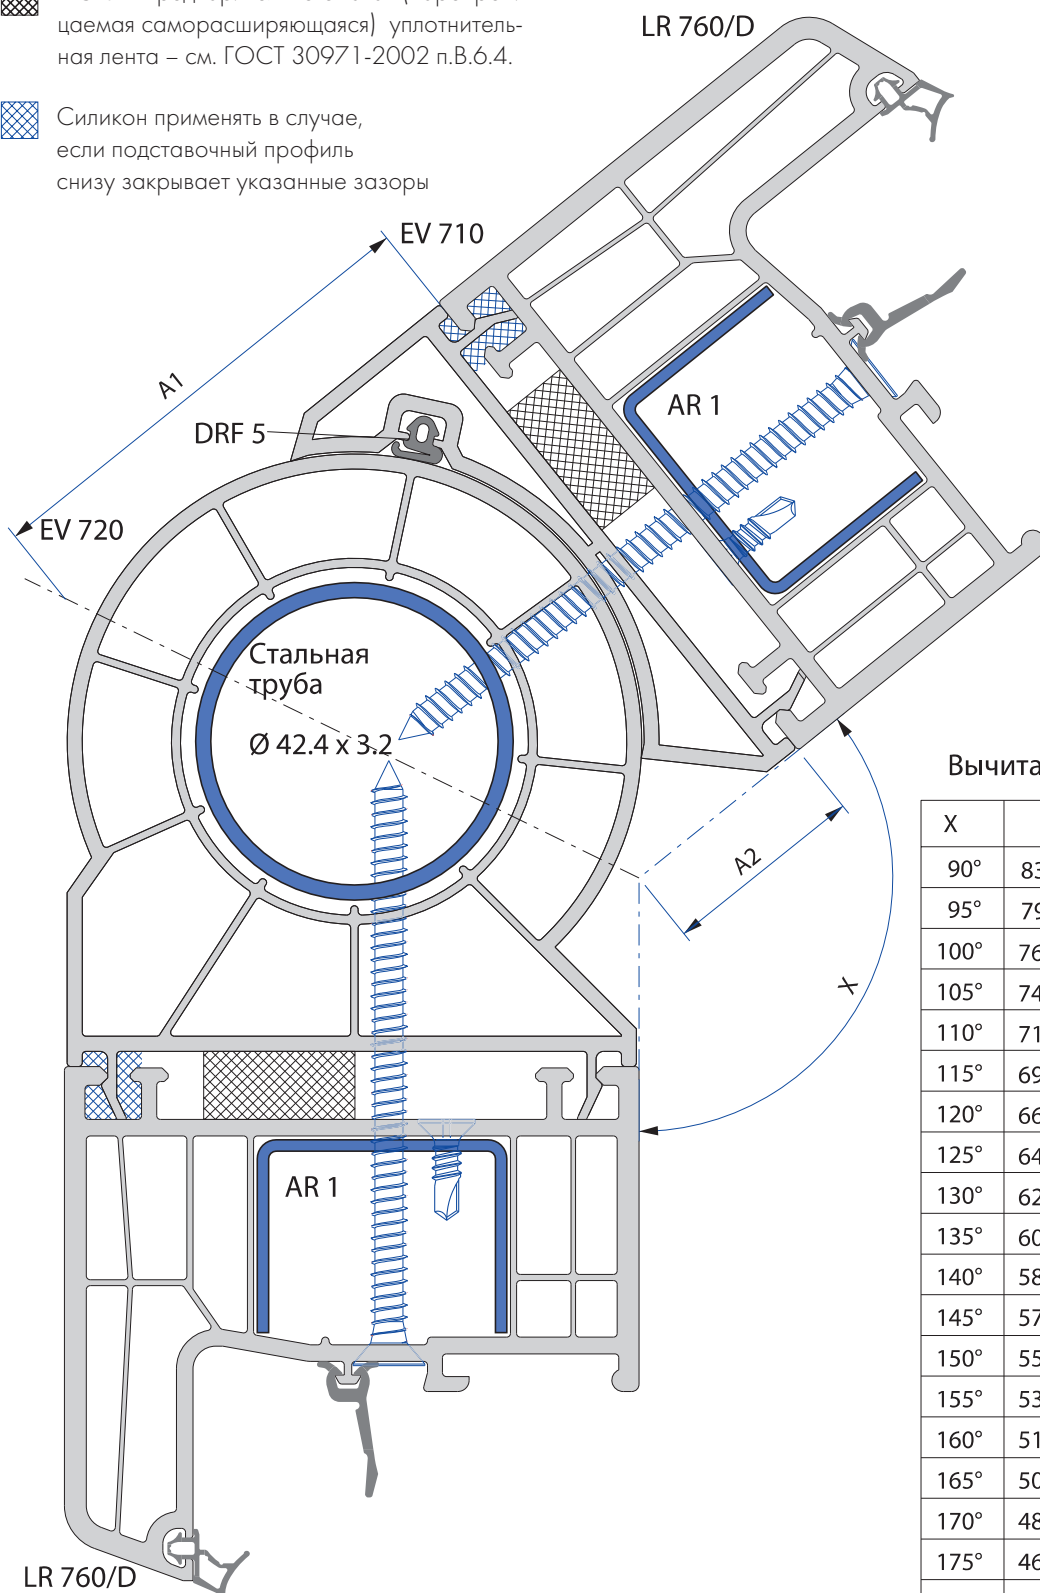 цаемая саморасширяющаяся) уплотнитель-
ная лента – см. ГОСТ 30971-2002 п.В.6.4.
Силикон применять в случае,
если подставочный профиль
снизу закрывает указанные зазоры
LR 760/D
EV 710
A1
DRF 5
AR 1
EV 720
Стальная
труба
Ø 42.4 x 3.2
A2
X
AR 1
LR 760/D
X
90°
95°
100°
105°
110°
115°
120°
125°
130°
135°
140°
145°
150°
155°
160°
165°
170°
175°